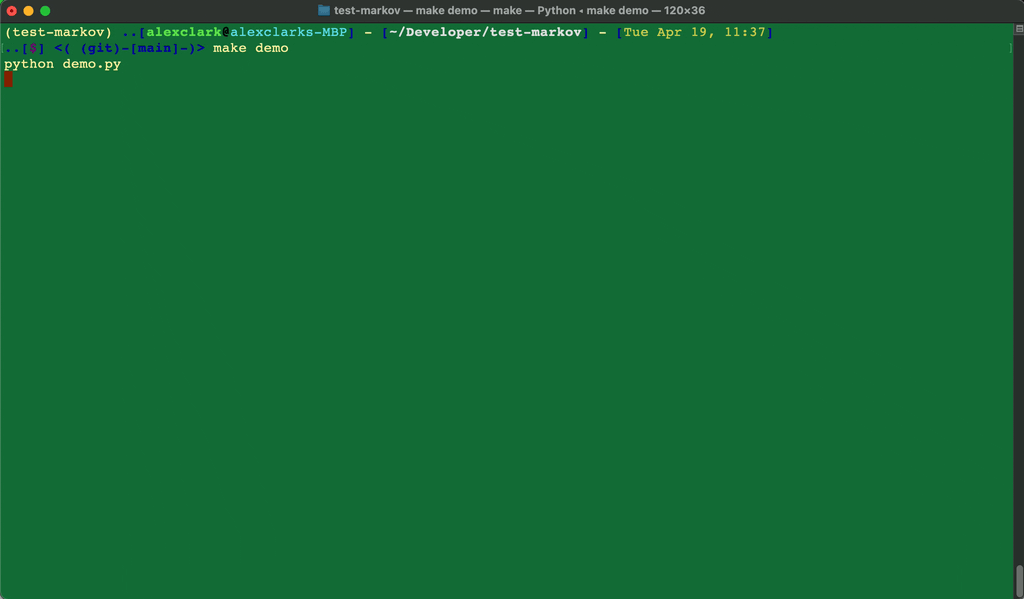 test-markov — make demo — make — Python ◂ make demo — 120×36
(test-markov) ..[alexclark@alexclarks-MBP] - [~/Developer/test-markov] - [Tue Apr 19, 11:37]
..[$] <( (git)-[main]-)> make demo
python demo.py